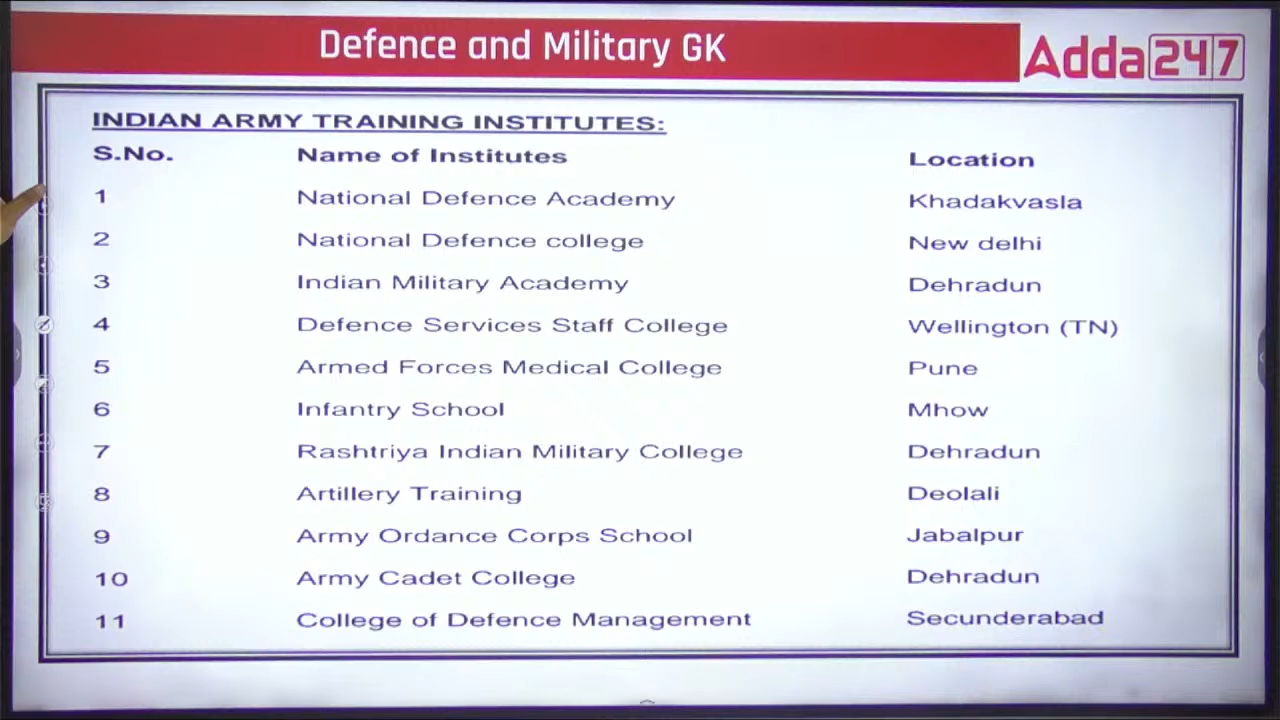 Defence and Military GK
Adda247
INDIAN ARMY TRAINING INSTITUTES:
S.No. Name of Institutes Location
1 National Defence Academy Khadakvasla
2 National Defence college New delhi
3 Indian Military Academy Dehradun
4 Defence Services Staff College Wellington (TN)
5 Armed Forces Medical College Pune
6 Infantry School Mhow
7 Rashtriya Indian Military College Dehradun
8 Artillery Training Deolali
9 Army Ordance Corps School Jabalpur
10 Army Cadet College Dehradun
11 College of Defence Management Secunderabad